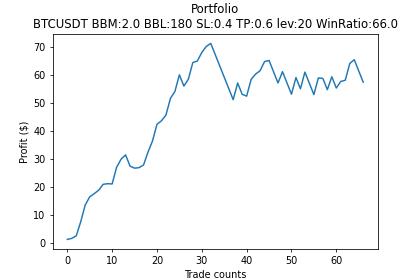 Portfolio
BTCUSDT BBM:2.0 BBL:180 SL:0.4 TP:0.6 lev:20 WinRatio:66.0
70
60
50
40
30
20
10
0
Profit ($)
0 10 20 30 40 50 60
Trade counts